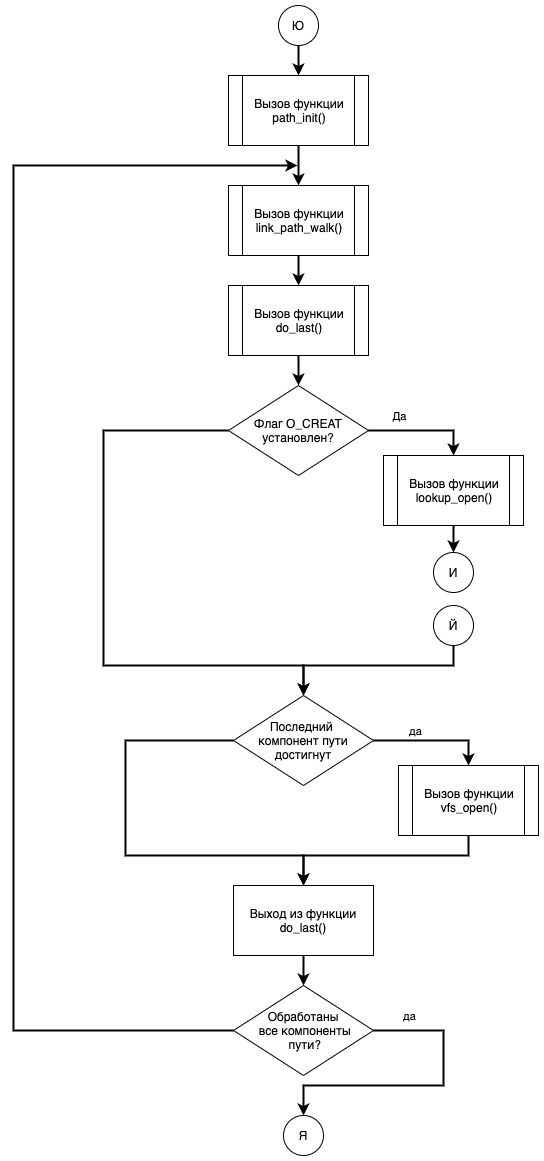 Ю
Вызов функции
path_init()
Вызов функции
link_path_walk()
Вызов функции
do_last()
Флаг O_CREAT
установлен?
Да
Вызов функции
lookup_open()
И
Й
Последний
компонент пути
достигнут
да
Вызов функции
vfs_open()
Выход из функции
do_last()
Обработаны
все компоненты
пути?
да
Я